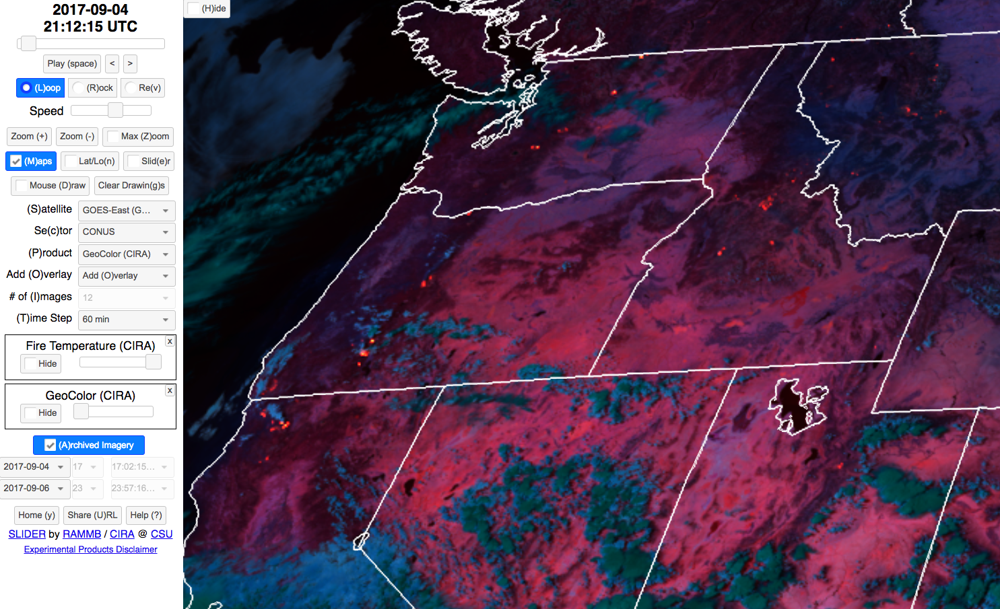 2017-09-04
21:12:15 UTC
Play (space) < >
(L)oop (R)ock Re(v)
Speed
Zoom (+) Zoom (-) Max (Z)oom
(M)aps Lat/Lo(n) Slid(e)r
Mouse (D)raw Clear Drawin(g)s
(S)atellite GOES-East (G...
Se(c)tor CONUS
(P)roduct GeoColor (CIRA)
Add (O)verlay Add (O)verlay
# of (I)mages 12
(T)ime Step 60 min
Fire Temperature (CIRA) x
Hide
GeoColor (CIRA) x
Hide
(A)rchived Imagery
2017-09-04 17 17:02:15...
2017-09-06 23 23:57:16...
Home (y) Share (U)RL Help (?)
SLIDER by RAMMB / CIRA @ CSU
Experimental Products Disclaimer
(H)ide